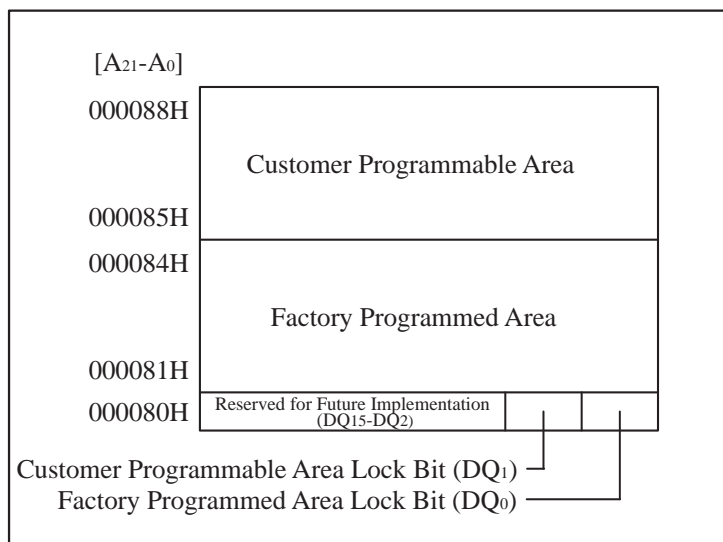 [A21-A0]
000088H
Customer Programmable Area
000085H
000084H
Factory Programmed Area
000081H
000080H
Reserved for Future Implementation
(DQ15-DQ2)
Customer Programmable Area Lock Bit (DQ1)
Factory Programmed Area Lock Bit (DQ0)